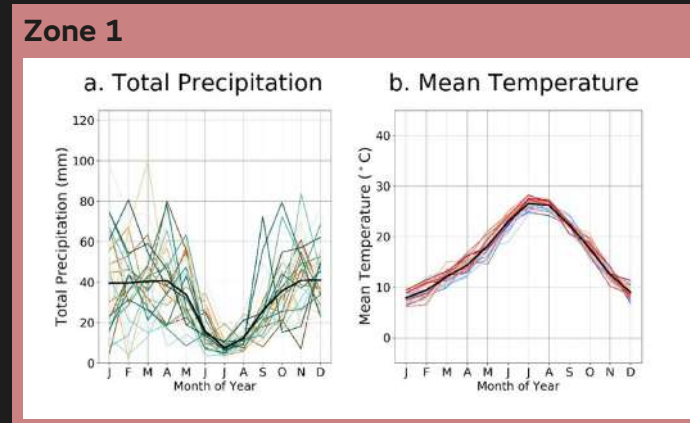 Zone 1
a. Total Precipitation
b. Mean Temperature
Total Precipitation (mm)
120
100
80
60
40
20
0
J F M A M J J A S O N D
Month of Year
Mean Temperature (°C)
40
30
20
10
0
J F M A M J J A S O N D
Month of Year